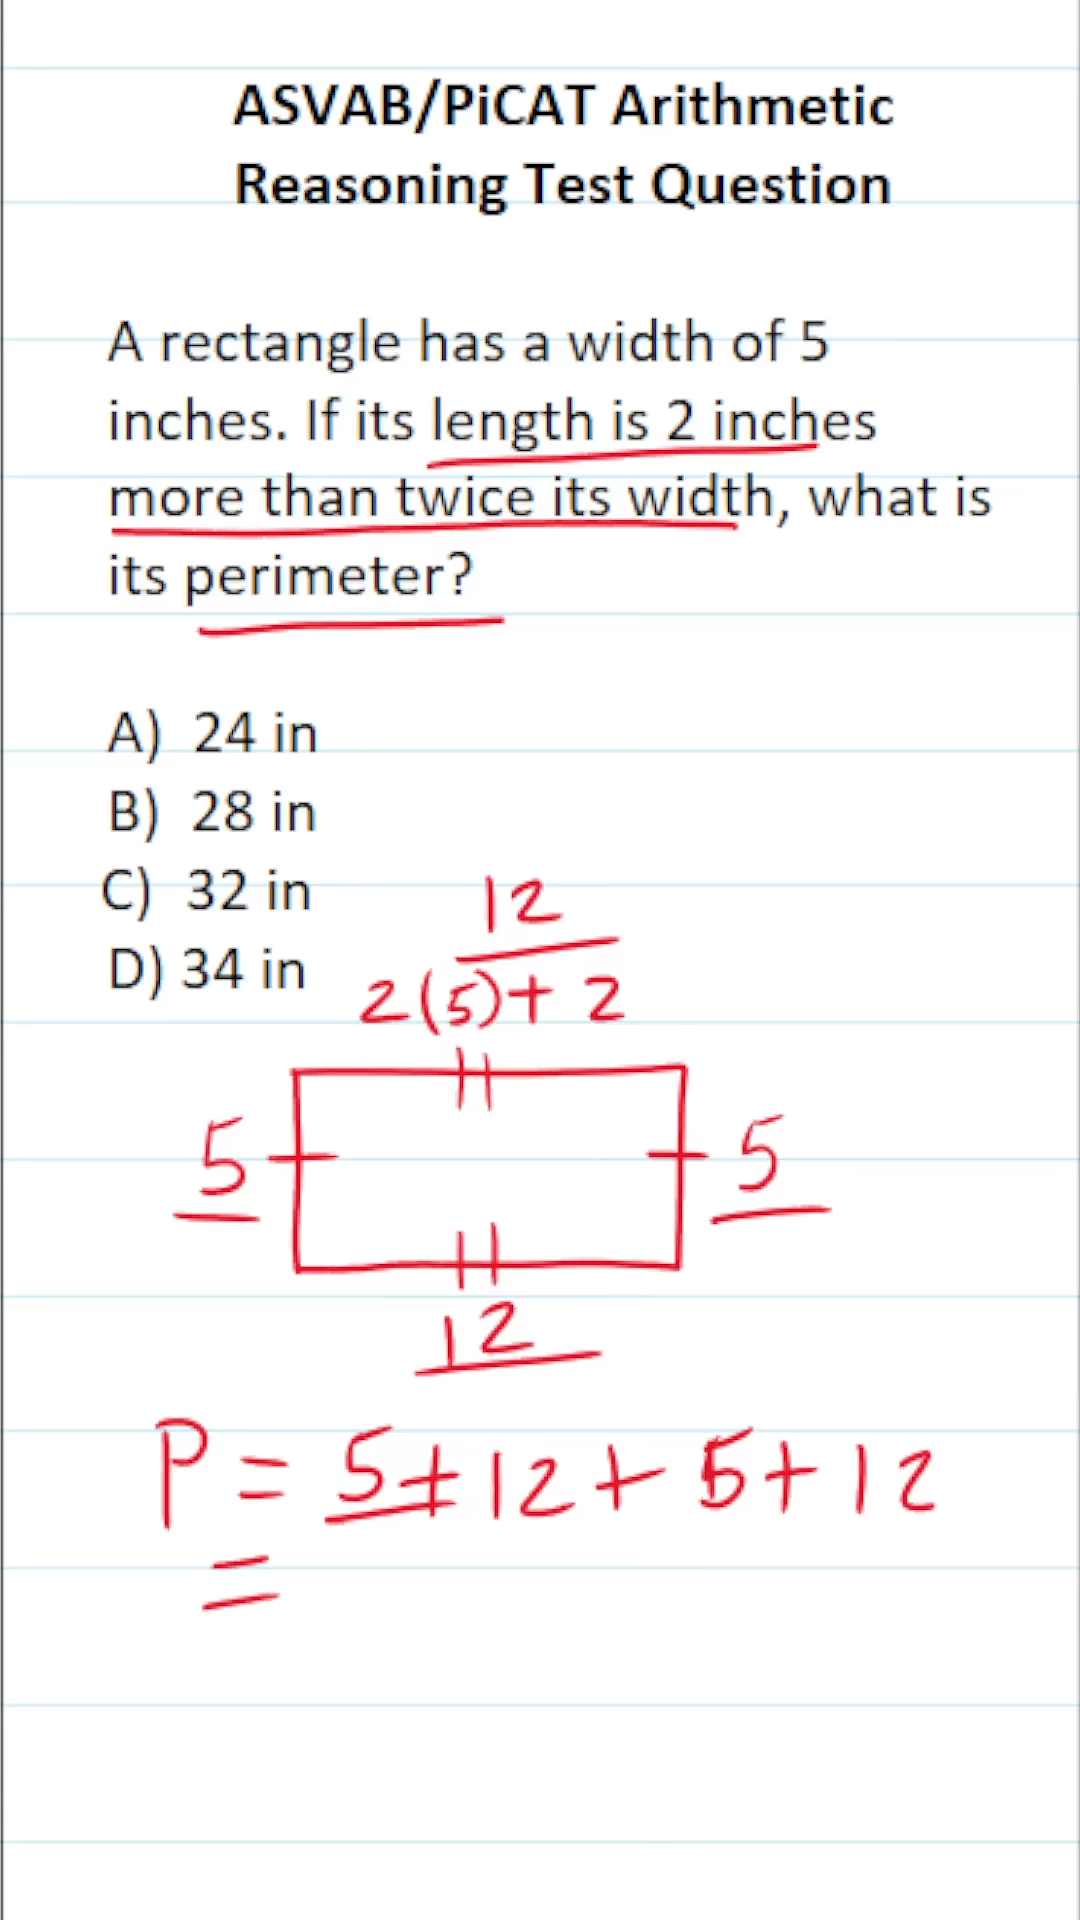 ASVAB/PiCAT Arithmetic
Reasoning Test Question
A rectangle has a width of 5
inches. If its length is 2 inches
more than twice its width, what is
its perimeter?
A) 24 in
B) 28 in
C) 32 in
D) 34 in
12
2(5)+ 2
5
5
12
P = 5+12+5+12
=